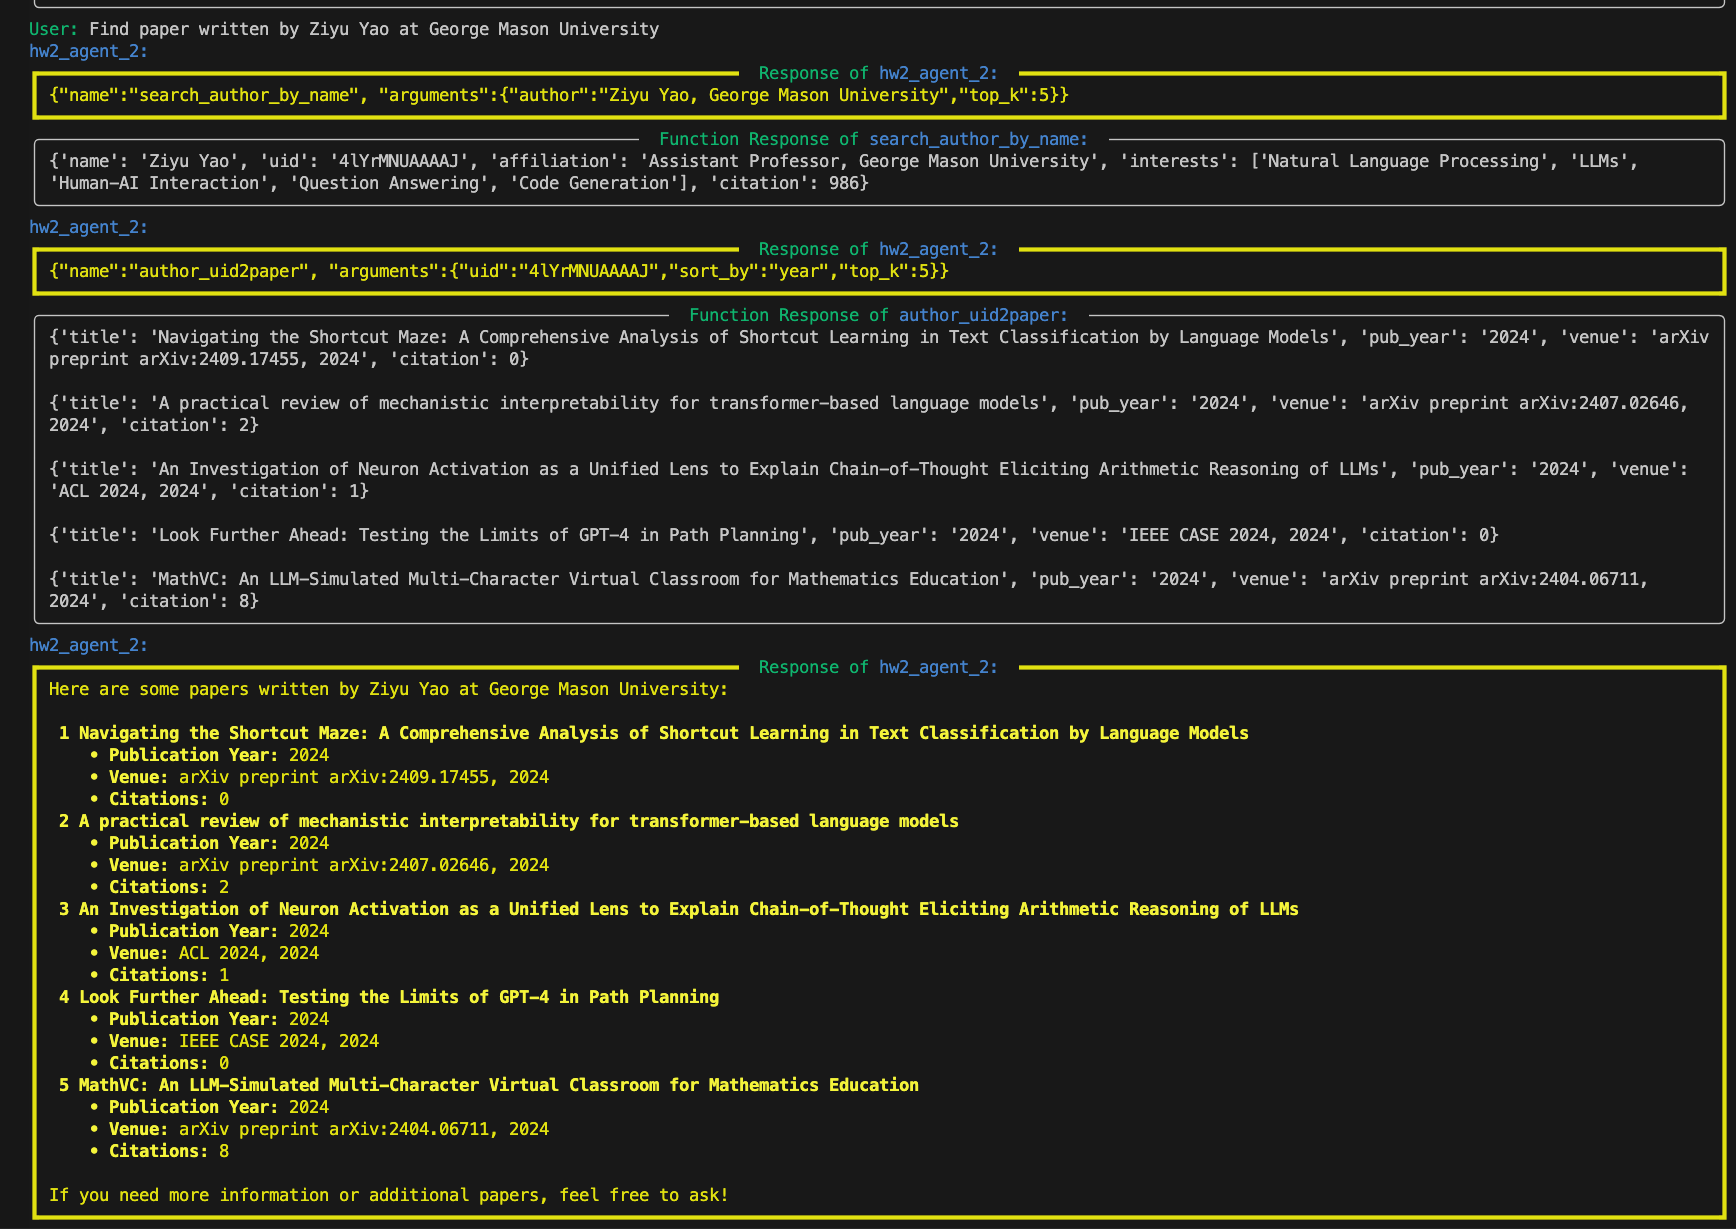 User: Find paper written by Ziyu Yao at George Mason University
hw2_agent_2:
Response of hw2_agent_2:
{"name":"search_author_by_name", "arguments":{"author":"Ziyu Yao, George Mason University","top_k":5}}
Function Response of search_author_by_name:
{'name': 'Ziyu Yao', 'uid': '4lYrMNUAAAAJ', 'affiliation': 'Assistant Professor, George Mason University', 'interests': ['Natural Language Processing', 'LLMs',
'Human-AI Interaction', 'Question Answering', 'Code Generation'], 'citation': 986}
hw2_agent_2:
Response of hw2_agent_2:
{"name":"author_uid2paper", "arguments":{"uid":"4lYrMNUAAAAJ","sort_by":"year","top_k":5}}
Function Response of author_uid2paper:
{'title': 'Navigating the Shortcut Maze: A Comprehensive Analysis of Shortcut Learning in Text Classification by Language Models', 'pub_year': '2024', 'venue': 'arXiv
preprint arXiv:2409.17455, 2024', 'citation': 0}
{'title': 'A practical review of mechanistic interpretability for transformer-based language models', 'pub_year': '2024', 'venue': 'arXiv preprint arXiv:2407.02646,
2024', 'citation': 2}
{'title': 'An Investigation of Neuron Activation as a Unified Lens to Explain Chain-of-Thought Eliciting Arithmetic Reasoning of LLMs', 'pub_year': '2024', 'venue':
'ACL 2024, 2024', 'citation': 1}
{'title': 'Look Further Ahead: Testing the Limits of GPT-4 in Path Planning', 'pub_year': '2024', 'venue': 'IEEE CASE 2024, 2024', 'citation': 0}
{'title': 'MathVC: An LLM-Simulated Multi-Character Virtual Classroom for Mathematics Education', 'pub_year': '2024', 'venue': 'arXiv preprint arXiv:2404.06711,
2024', 'citation': 8}
hw2_agent_2:
Response of hw2_agent_2:
Here are some papers written by Ziyu Yao at George Mason University:
1 Navigating the Shortcut Maze: A Comprehensive Analysis of Shortcut Learning in Text Classification by Language Models
• Publication Year: 2024
• Venue: arXiv preprint arXiv:2409.17455, 2024
• Citations: 0
2 A practical review of mechanistic interpretability for transformer-based language models
• Publication Year: 2024
• Venue: arXiv preprint arXiv:2407.02646, 2024
• Citations: 2
3 An Investigation of Neuron Activation as a Unified Lens to Explain Chain-of-Thought Eliciting Arithmetic Reasoning of LLMs
• Publication Year: 2024
• Venue: ACL 2024, 2024
• Citations: 1
4 Look Further Ahead: Testing the Limits of GPT-4 in Path Planning
• Publication Year: 2024
• Venue: IEEE CASE 2024, 2024
• Citations: 0
5 MathVC: An LLM-Simulated Multi-Character Virtual Classroom for Mathematics Education
• Publication Year: 2024
• Venue: arXiv preprint arXiv:2404.06711, 2024
• Citations: 8
If you need more information or additional papers, feel free to ask!